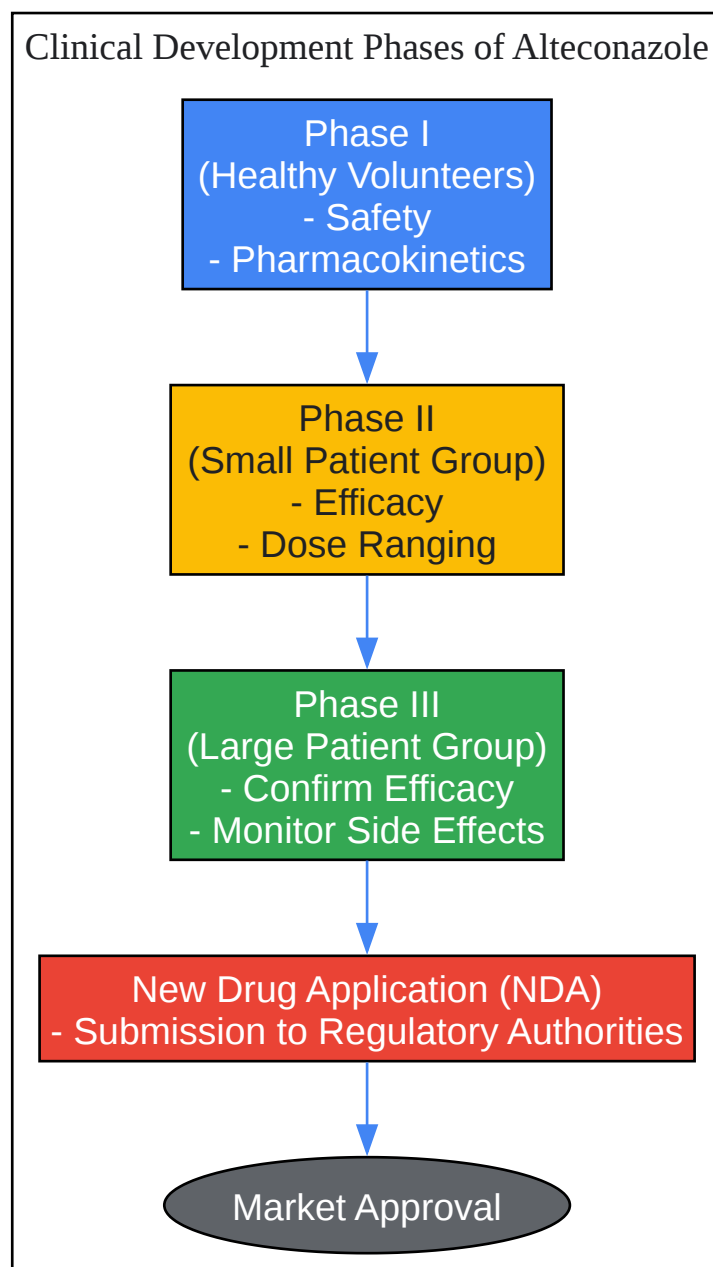 Clinical Development Phases of Alteconazole
Phase I
(Healthy Volunteers)
- Safety
- Pharmacokinetics
Phase II
(Small Patient Group)
- Efficacy
- Dose Ranging
Phase III
(Large Patient Group)
- Confirm Efficacy
- Monitor Side Effects
New Drug Application (NDA)
- Submission to Regulatory Authorities
Market Approval